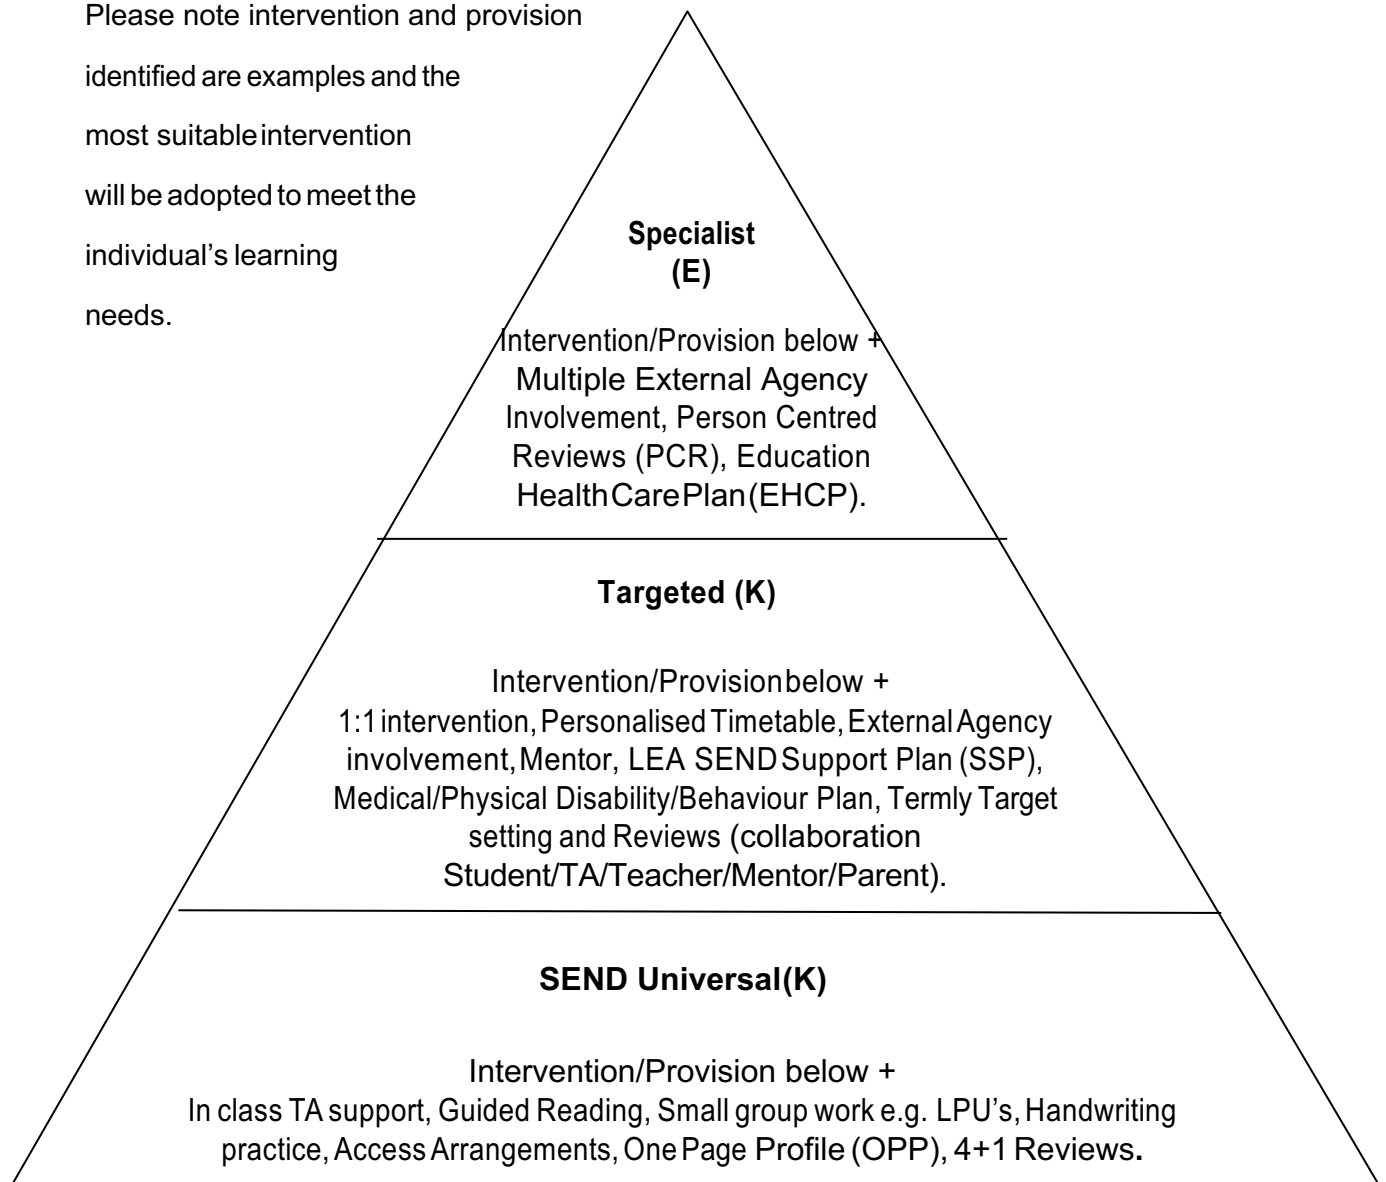 Please note intervention and provision
identified are examples and the
most suitable intervention
will be adopted to meet the
individual’s learning
needs.
Specialist
(E)
Intervention/Provision below +
Multiple External Agency
Involvement, Person Centred
Reviews (PCR), Education
Health Care Plan (EHCP).
Targeted (K)
Intervention/Provision below +
1:1 intervention, Personalised Timetable, External Agency
involvement, Mentor, LEA SEND Support Plan (SSP),
Medical/Physical Disability/Behaviour Plan, Termly Target
setting and Reviews (collaboration
Student/TA/Teacher/Mentor/Parent).
SEND Universal(K)
Intervention/Provision below +
In class TA support, Guided Reading, Small group work e.g. LPU’s, Handwriting
practice, Access Arrangements, One Page Profile (OPP), 4+1 Reviews.